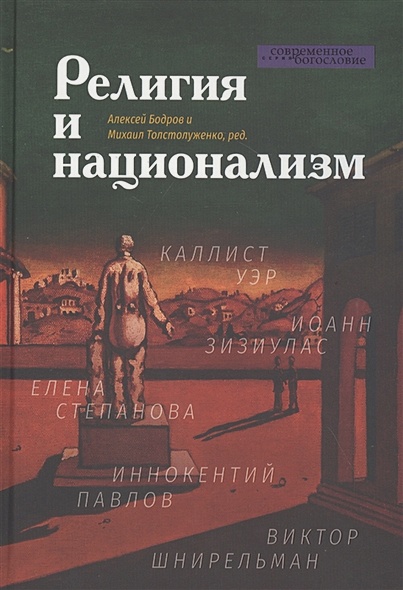 современное
серия богословие
Религия
Алексей Бодров и
Михаил Толстолуженко, ред.
и
национализм
КАЛЛИСТ
УЭР
ИОАНН
ЗИЗИУЛАС
ЕЛЕНА
СТЕПАНОВА
ИННОКЕНТИЙ
ПАВЛОВ
ВИКТОР
ШНИРЕЛЬМАН